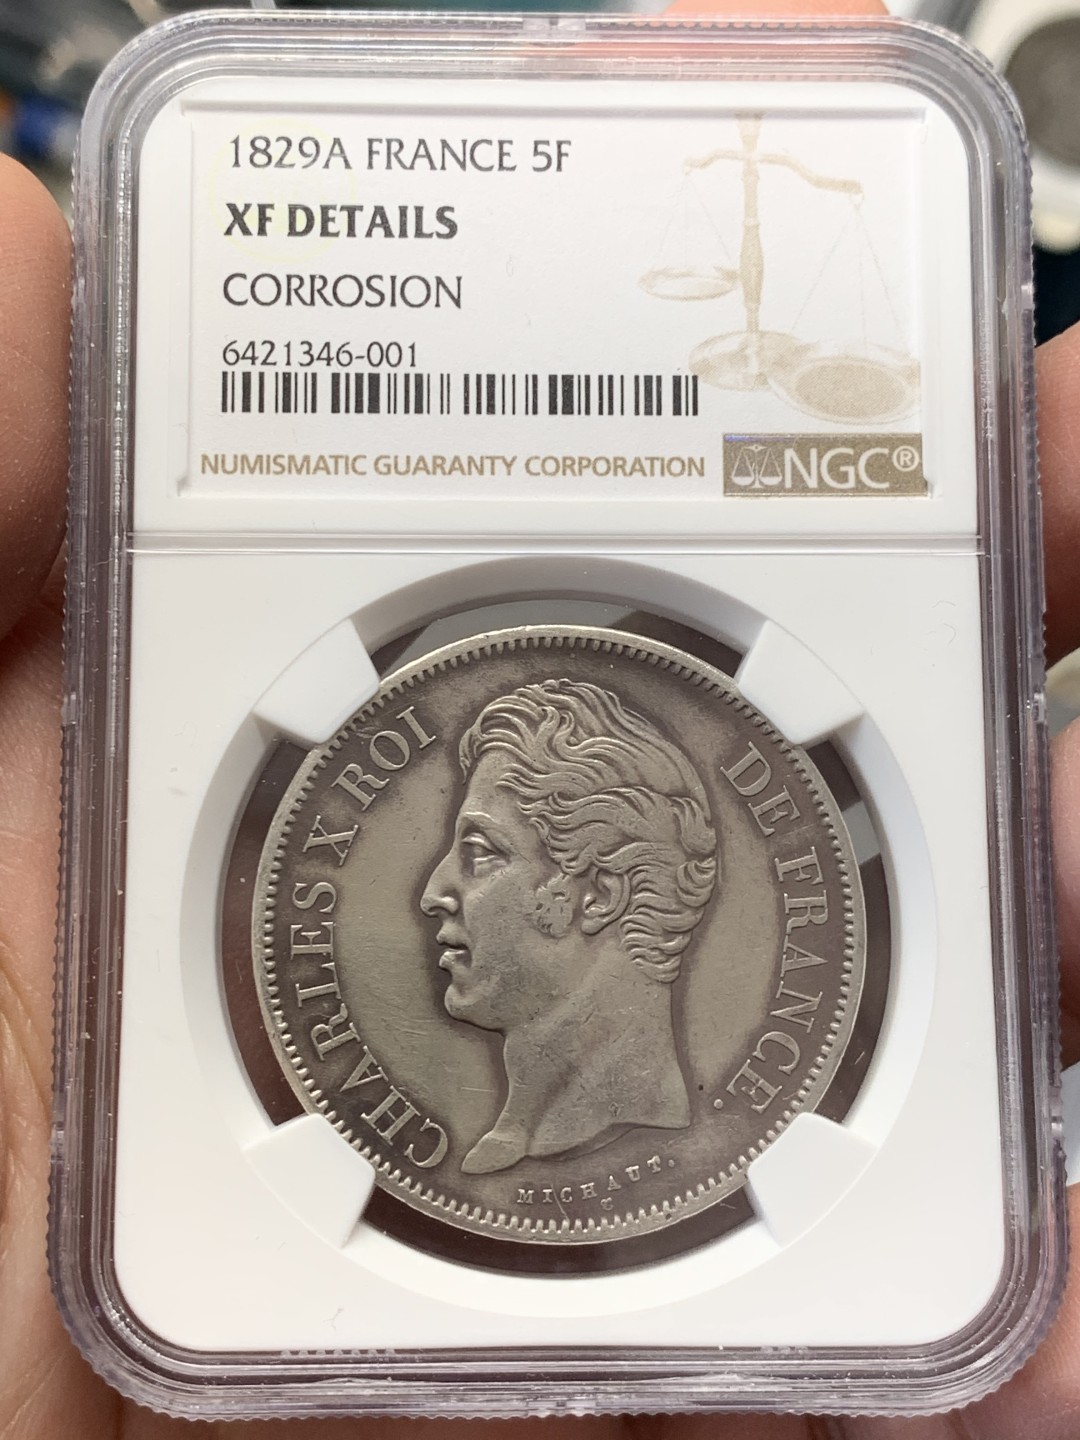 1829A FRANCE 5F
XF DETAILS
CORROSION
6421346-001
NUMISMATIC GUARANTY CORPORATION
NGC®
CHARLES X ROI DE FRANCE.
MICHAUT.